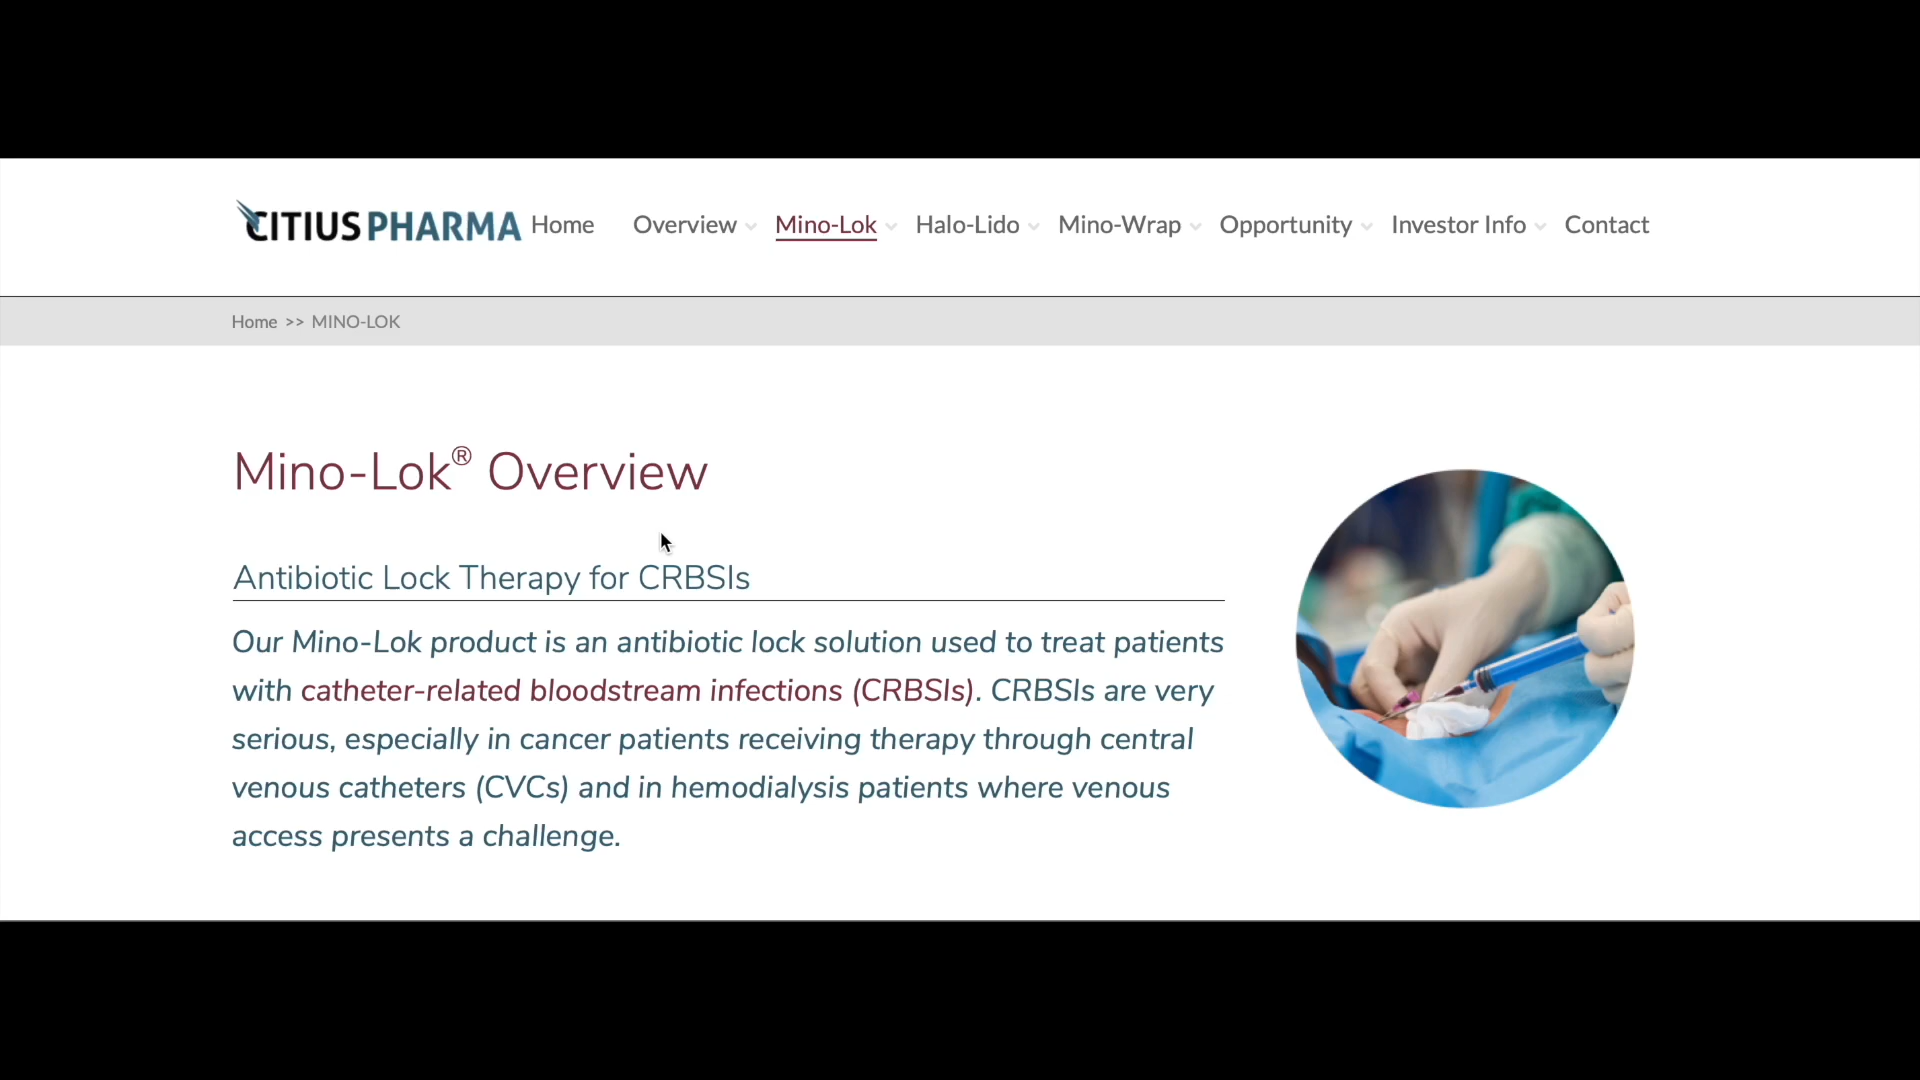 CITIUS PHARMA
Home Overview Mino-Lok Halo-Lido Mino-Wrap Opportunity Investor Info Contact
Home >> MINO-LOK
Mino-Lok® Overview
Antibiotic Lock Therapy for CRBSIs
Our Mino-Lok product is an antibiotic lock solution used to treat patients
with catheter-related bloodstream infections (CRBSIs). CRBSIs are very
serious, especially in cancer patients receiving therapy through central
venous catheters (CVCs) and in hemodialysis patients where venous
access presents a challenge.